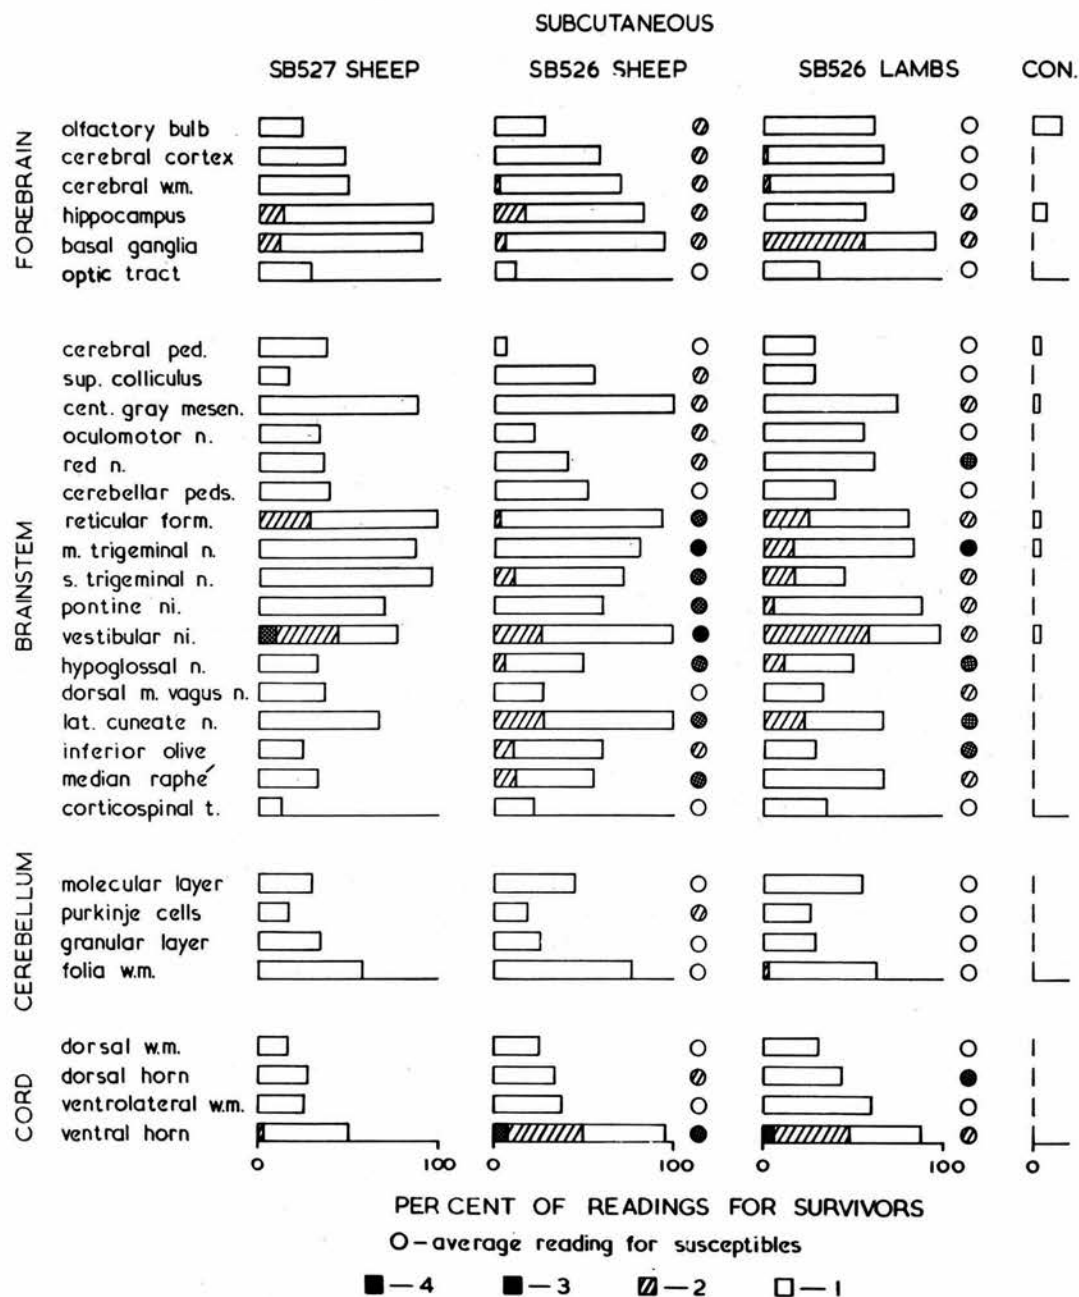 SUBCUTANEOUS
SB527 SHEEP SB526 SHEEP SB526 LAMBS CON.
FOREBRAIN
olfactory bulb
cerebral cortex
cerebral w.m.
hippocampus
basal ganglia
optic tract
BRAINSTEM
cerebral ped.
sup. colliculus
cent. gray mesen.
oculomotor n.
red n.
cerebellar peds.
reticular form.
m. trigeminal n.
s. trigeminal n.
pontine ni.
vestibular ni.
hypoglossal n.
dorsal m. vagus n.
lat. cuneate n.
inferior olive
median raphé
corticospinal t.
CEREBELLUM
molecular layer
purkinje cells
granular layer
folia w.m.
CORD
dorsal w.m.
dorsal horn
ventrolateral w.m.
ventral horn
0 100 0 100 0 100 0
PER CENT OF READINGS FOR SURVIVORS
O – average reading for susceptibles
— 4 — 3 — 2 — 1